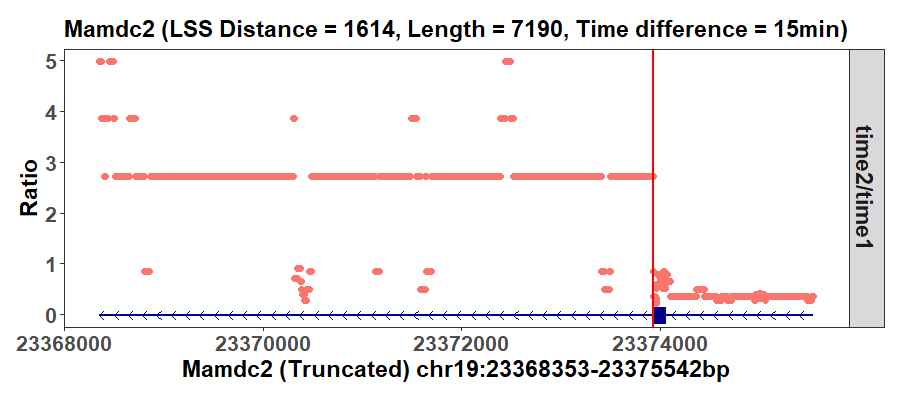 Mamdc2 (LSS Distance = 1614, Length = 7190, Time difference = 15min)
5
4
3
2
1
0
Ratio
time2/time1
23368000 23370000 23372000 23374000
Mamdc2 (Truncated) chr19:23368353-23375542bp